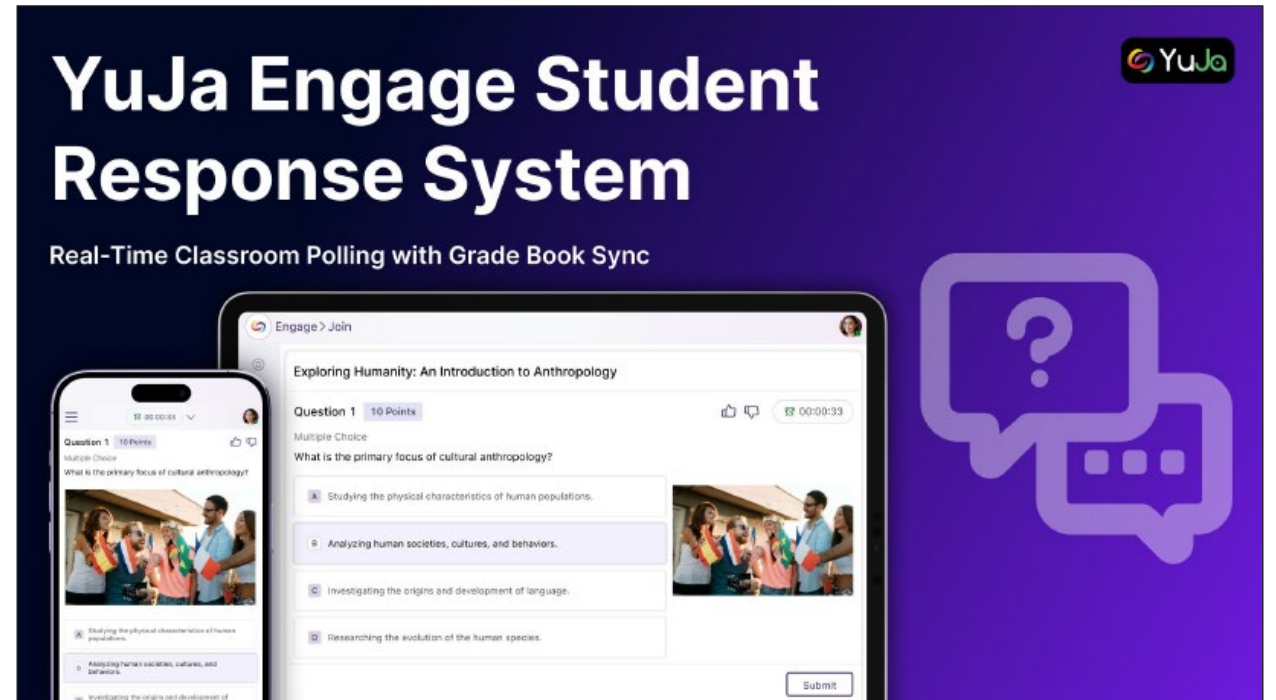 YuJa Engage Student
Response System
YuJa
Real-Time Classroom Polling with Grade Book Sync
Engage > Join
Exploring Humanity: An Introduction to Anthropology
Question 1 10 Points
00:00:33
Multiple Choice
What is the primary focus of cultural anthropology?
A Studying the physical characteristics of human populations.
B Analyzing human societies, cultures, and behaviors.
C Investigating the origins and development of language.
D Researching the evolution of the human species.
Submit
00:00:33
Question 1 10 Points
Multiple Choice
What is the primary focus of cultural anthropology?
A Studying the physical characteristics of human
populations.
B Analyzing human societies, cultures, and
behaviors.
Investigating the origins and development of